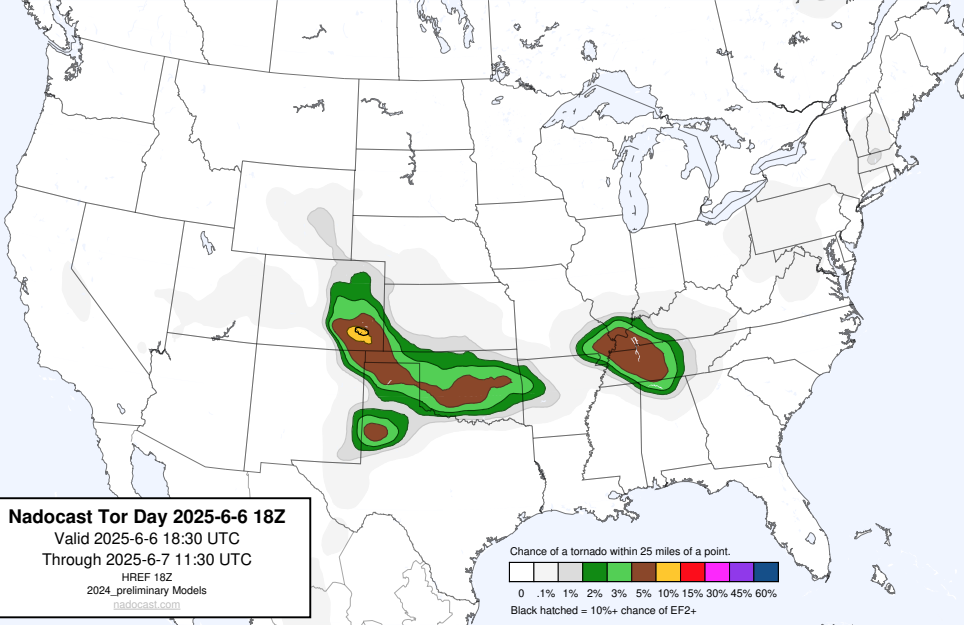 Nadocast Tor Day 2025-6-6 18Z
Valid 2025-6-6 18:30 UTC
Through 2025-6-7 11:30 UTC
HREF 18Z
2024_preliminary Models
nadocast.com
Chance of a tornado within 25 miles of a point.
0 .1% 1% 2% 3% 5% 10% 15% 30% 45% 60%
Black hatched = 10%+ chance of EF2+